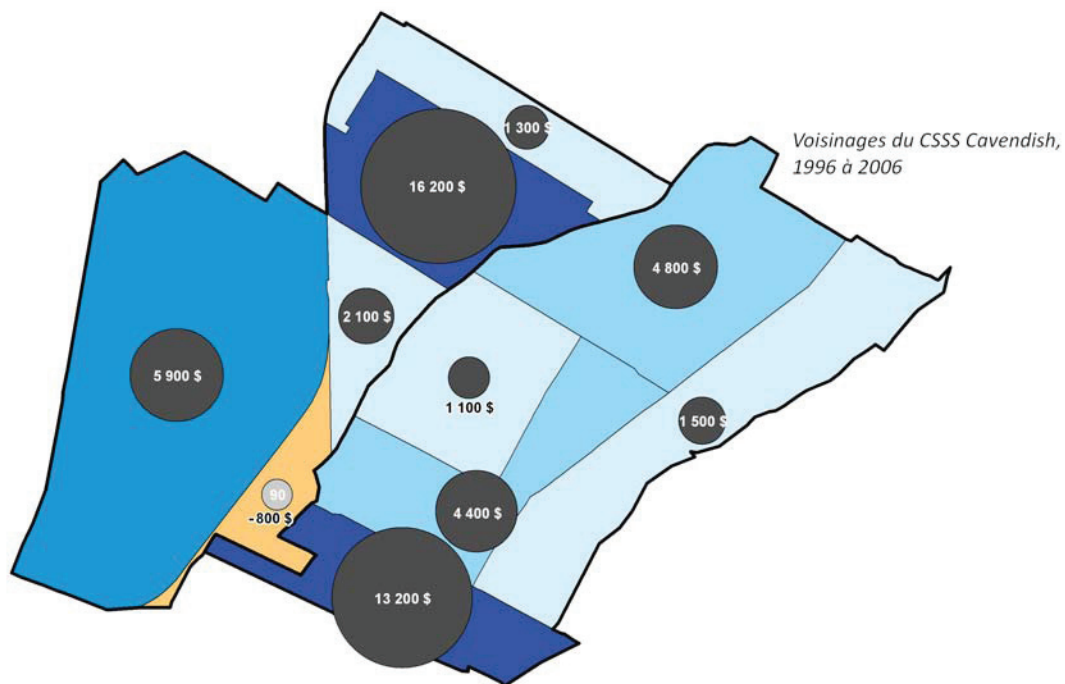 1 300 $
Voisinages du CSSS Cavendish,
1996 à 2006
16 200 $
4 800 $
2 100 $
5 900 $
1 100 $
1 500 $
90
-800 $
4 400 $
13 200 $